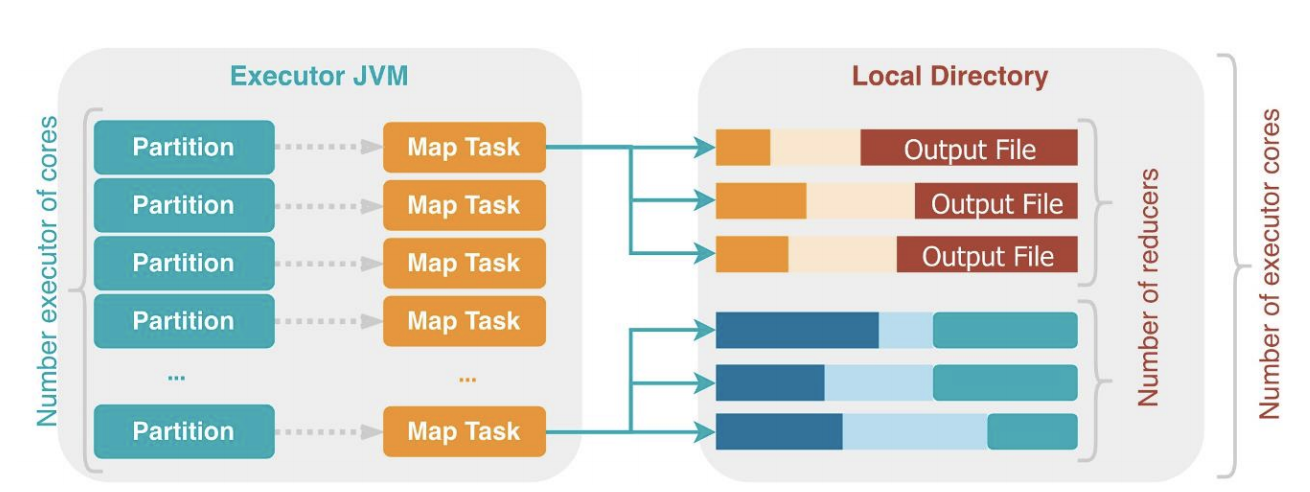 Executor JVM
Local Directory
Number executor of cores
Partition
Map Task
Output File
Partition
Map Task
Output File
Partition
Map Task
Output File
Partition
Map Task
...
...
Partition
Map Task
Number of reducers
Number of executor cores